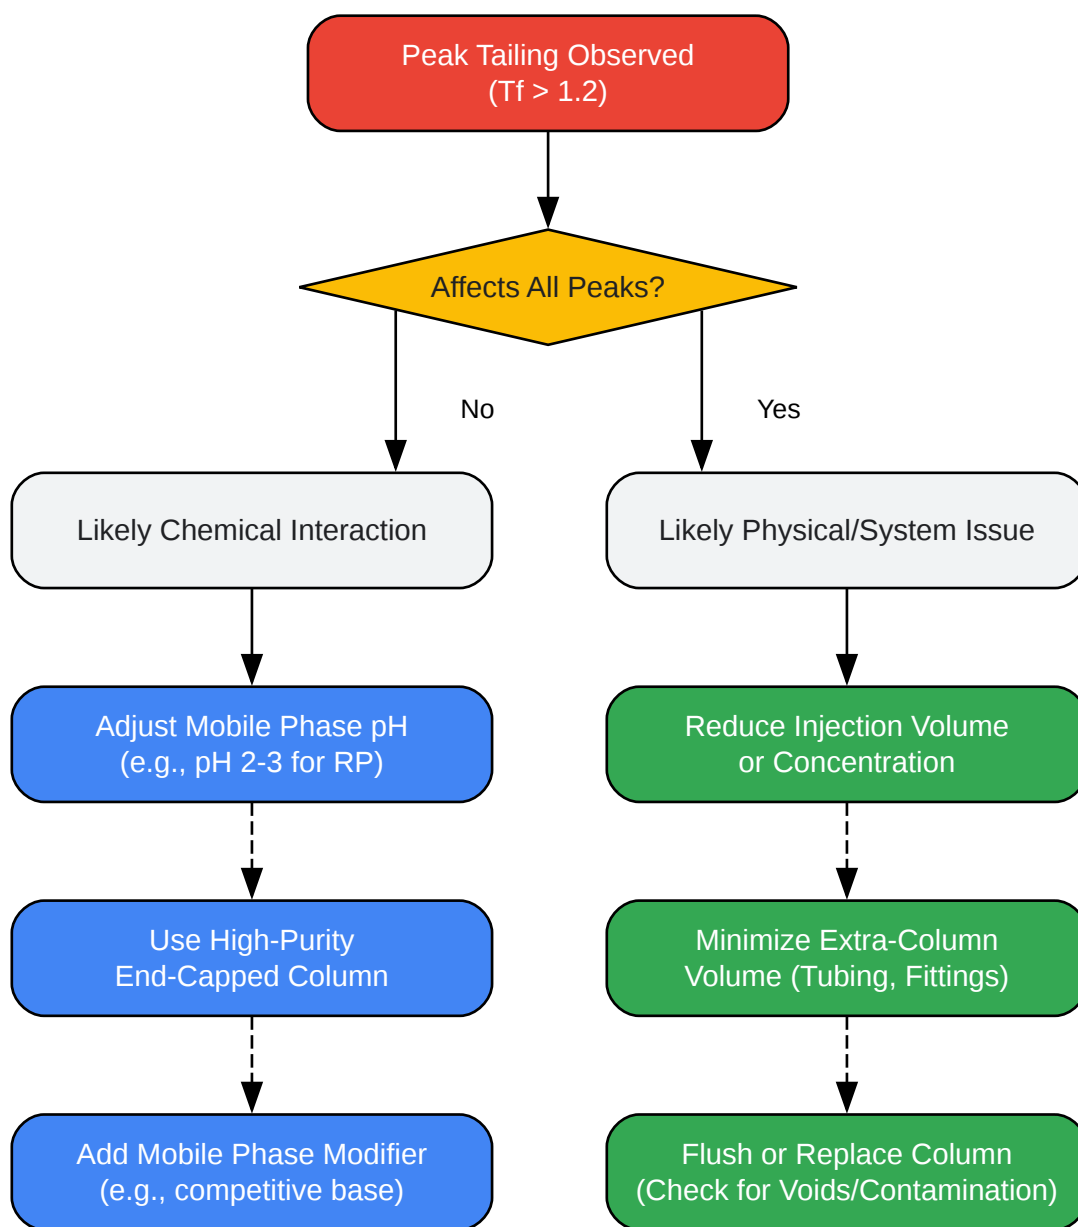 Peak Tailing Observed
(Tf > 1.2)
Affects All Peaks?
No
Yes
Likely Chemical Interaction
Likely Physical/System Issue
Adjust Mobile Phase pH
(e.g., pH 2-3 for RP)
Reduce Injection Volume
or Concentration
Use High-Purity
End-Capped Column
Minimize Extra-Column
Volume (Tubing, Fittings)
Add Mobile Phase Modifier
(e.g., competitive base)
Flush or Replace Column
(Check for Voids/Contamination)